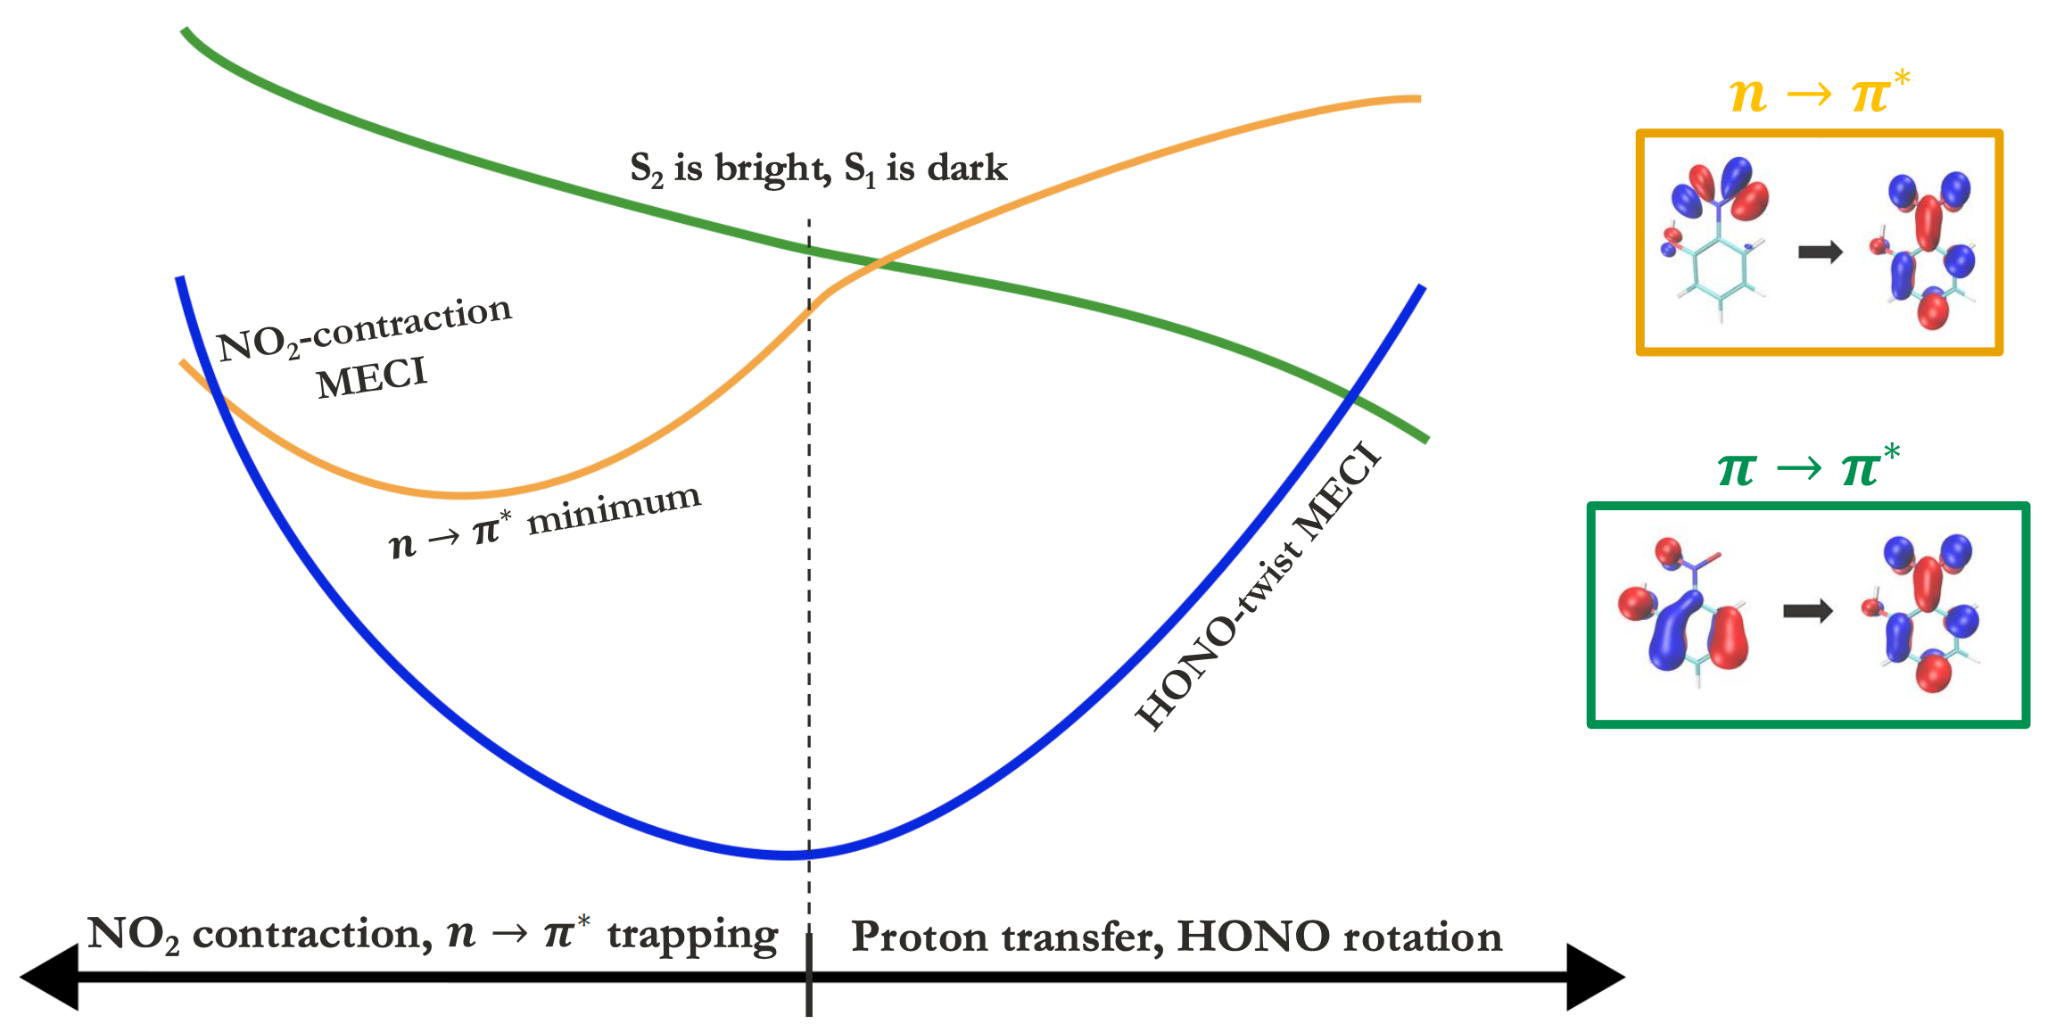 S₂ is bright, S₁ is dark
NO₂-contraction
MECI
n → π* minimum
HONO-twist MECI
NO₂ contraction, n → π* trapping
Proton transfer, HONO rotation
n → π*
π → π*